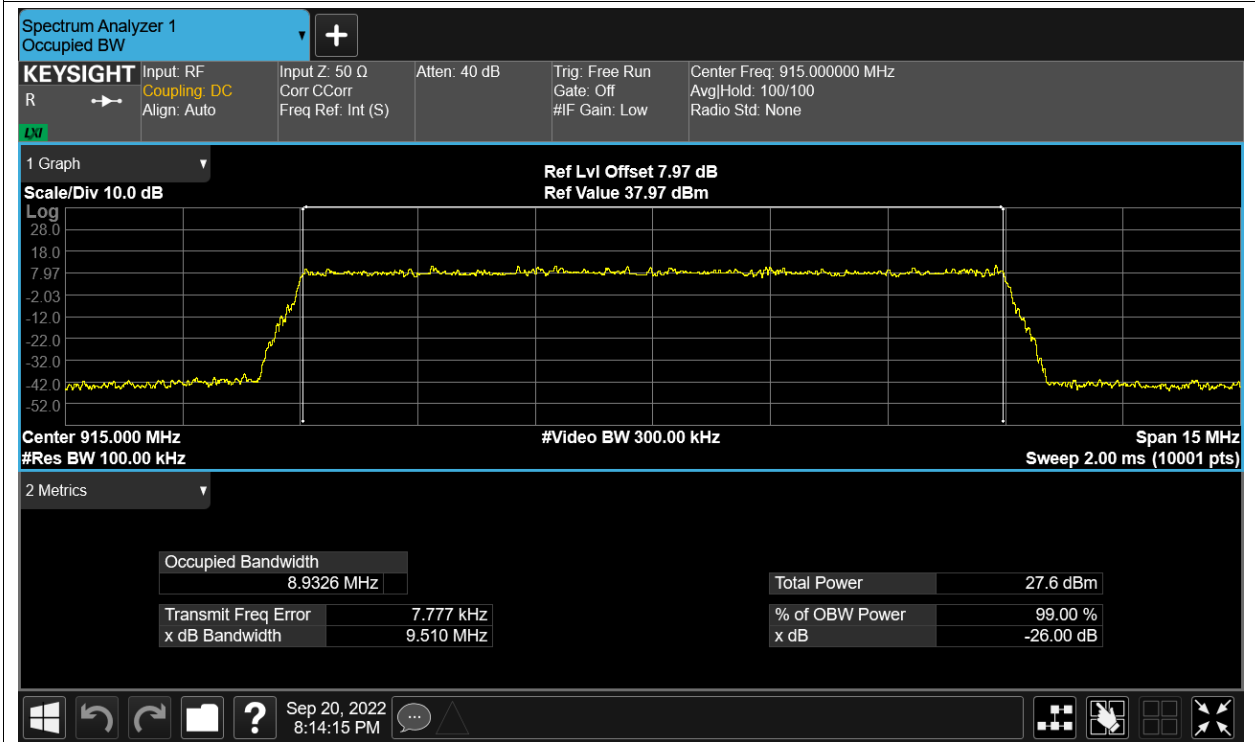 Spectrum Analyzer 1
Occupied BW
KEYSIGHT
R
LXI
Input: RF
Coupling: DC
Align: Auto
Input Z: 50 Ω
Corr CCorr
Freq Ref: Int (S)
Atten: 40 dB
Trig: Free Run
Gate: Off
#IF Gain: Low
Center Freq: 915.000000 MHz
Avg|Hold: 100/100
Radio Std: None
1 Graph
Scale/Div 10.0 dB
Ref Lvl Offset 7.97 dB
Ref Value 37.97 dBm
Log
28.0
18.0
7.97
-2.03
-12.0
-22.0
-32.0
-42.0
-52.0
Center 915.000 MHz
#Res BW 100.00 kHz
#Video BW 300.00 kHz
Span 15 MHz
Sweep 2.00 ms (10001 pts)
2 Metrics
Occupied Bandwidth
8.9326 MHz
Transmit Freq Error 7.777 kHz
x dB Bandwidth 9.510 MHz
Total Power 27.6 dBm
% of OBW Power 99.00 %
x dB -26.00 dB
?
Sep 20, 2022
8:14:15 PM